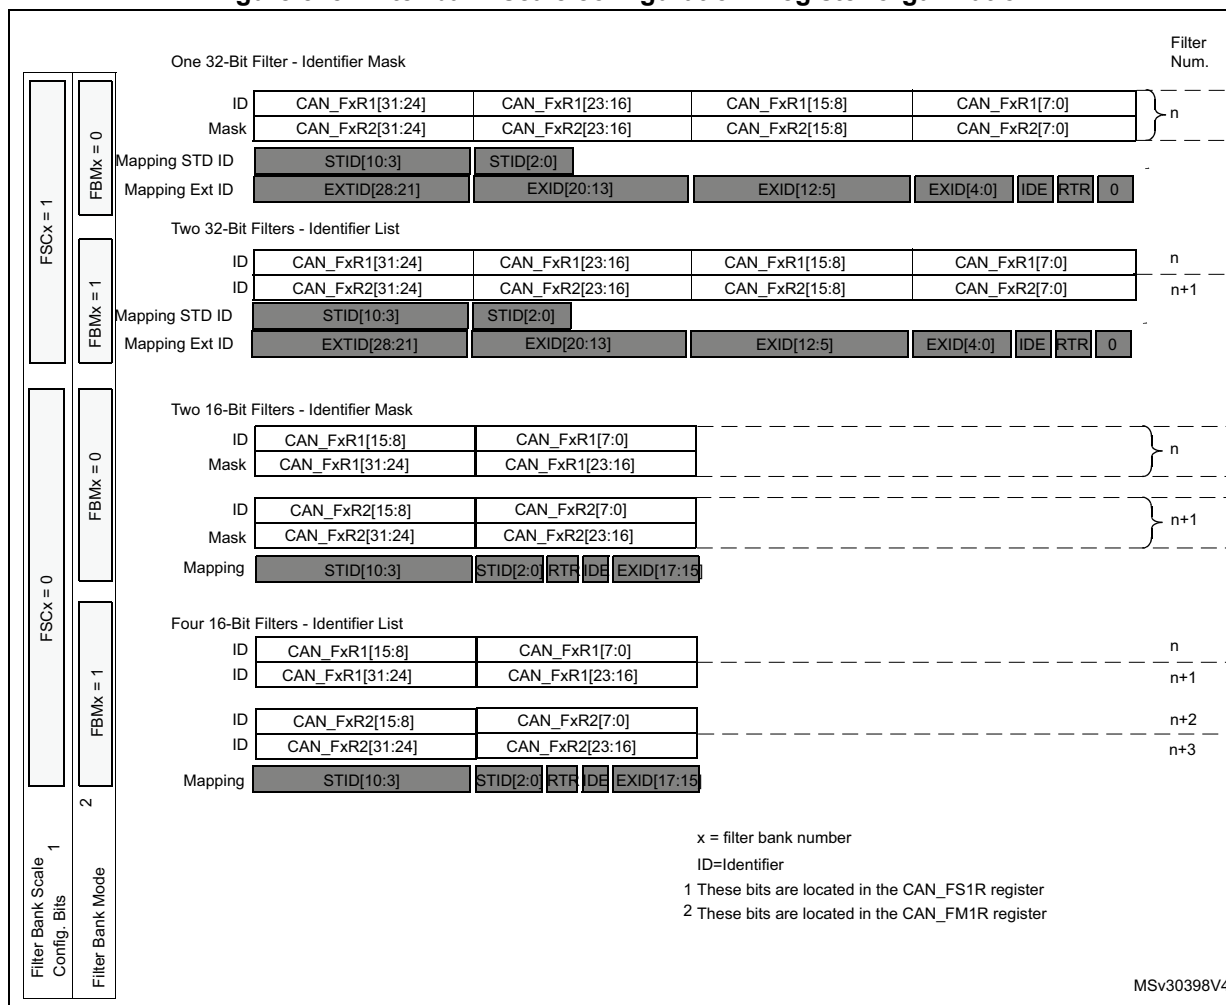 Filter
Num.
One 32-Bit Filter - Identifier Mask
ID CAN_FxR1[31:24] CAN_FxR1[23:16] CAN_FxR1[15:8] CAN_FxR1[7:0] n
Mask CAN_FxR2[31:24] CAN_FxR2[23:16] CAN_FxR2[15:8] CAN_FxR2[7:0]
Mapping STD ID STID[10:3] STID[2:0]
Mapping Ext ID EXTID[28:21] EXID[20:13] EXID[12:5] EXID[4:0] IDE RTR 0
FBMx = 0
FSCx = 1
Two 32-Bit Filters - Identifier List
ID CAN_FxR1[31:24] CAN_FxR1[23:16] CAN_FxR1[15:8] CAN_FxR1[7:0] n
ID CAN_FxR2[31:24] CAN_FxR2[23:16] CAN_FxR2[15:8] CAN_FxR2[7:0] n+1
Mapping STD ID STID[10:3] STID[2:0]
Mapping Ext ID EXTID[28:21] EXID[20:13] EXID[12:5] EXID[4:0] IDE RTR 0
FBMx = 1
Two 16-Bit Filters - Identifier Mask
ID CAN_FxR1[15:8] CAN_FxR1[7:0] n
Mask CAN_FxR1[31:24] CAN_FxR1[23:16]
ID CAN_FxR2[15:8] CAN_FxR2[7:0] n+1
Mask CAN_FxR2[31:24] CAN_FxR2[23:16]
Mapping STID[10:3] STID[2:0] RTR IDE EXID[17:15]
FBMx = 0
FSCx = 0
Four 16-Bit Filters - Identifier List
ID CAN_FxR1[15:8] CAN_FxR1[7:0] n
ID CAN_FxR1[31:24] CAN_FxR1[23:16] n+1
ID CAN_FxR2[15:8] CAN_FxR2[7:0] n+2
ID CAN_FxR2[31:24] CAN_FxR2[23:16] n+3
Mapping STID[10:3] STID[2:0] RTR IDE EXID[17:15]
FBMx = 1
Filter Bank Scale
Config. Bits 1
Filter Bank Mode 2
x = filter bank number
ID=Identifier
1 These bits are located in the CAN_FS1R register
2 These bits are located in the CAN_FM1R register
MSv30398V4